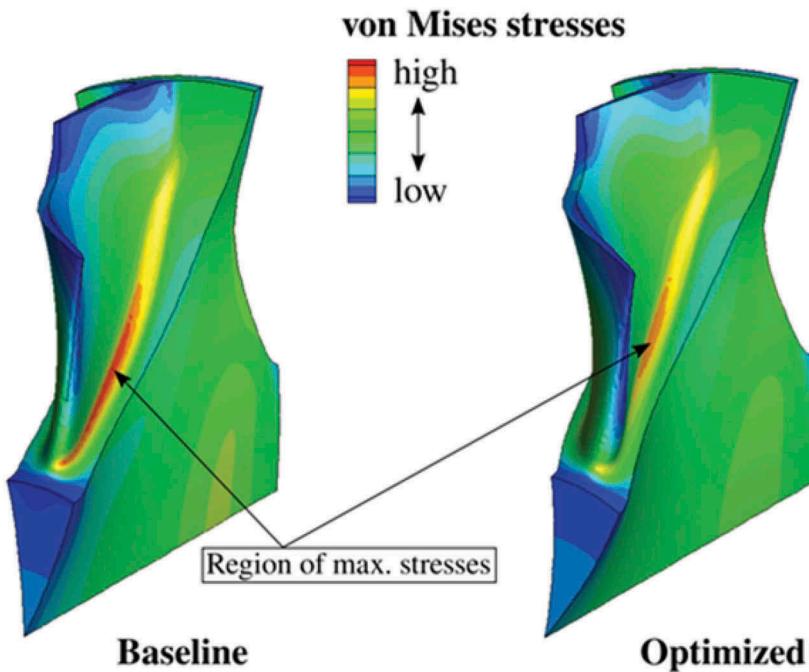 von Mises stresses
high
low
Region of max. stresses
Baseline
Optimized